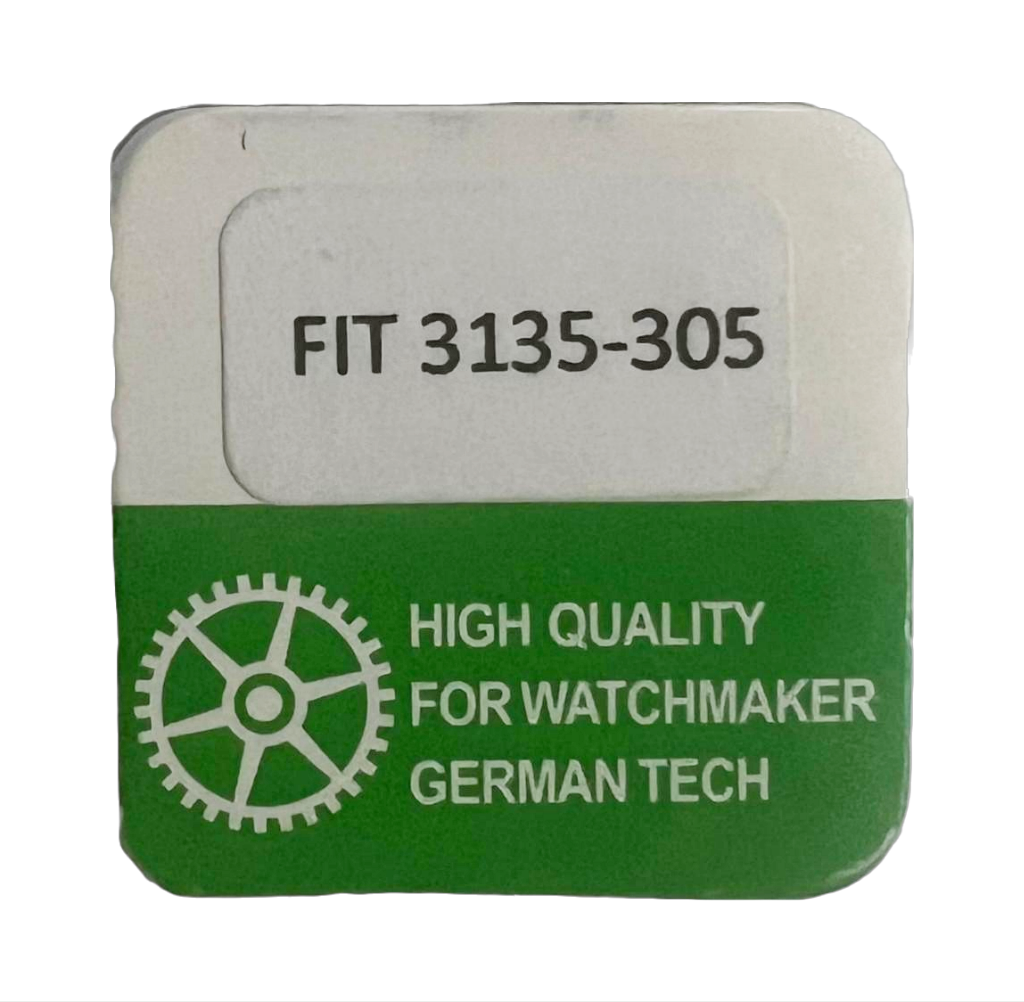 FIT 3135-305
HIGH QUALITY
FOR WATCHMAKER
GERMAN TECH